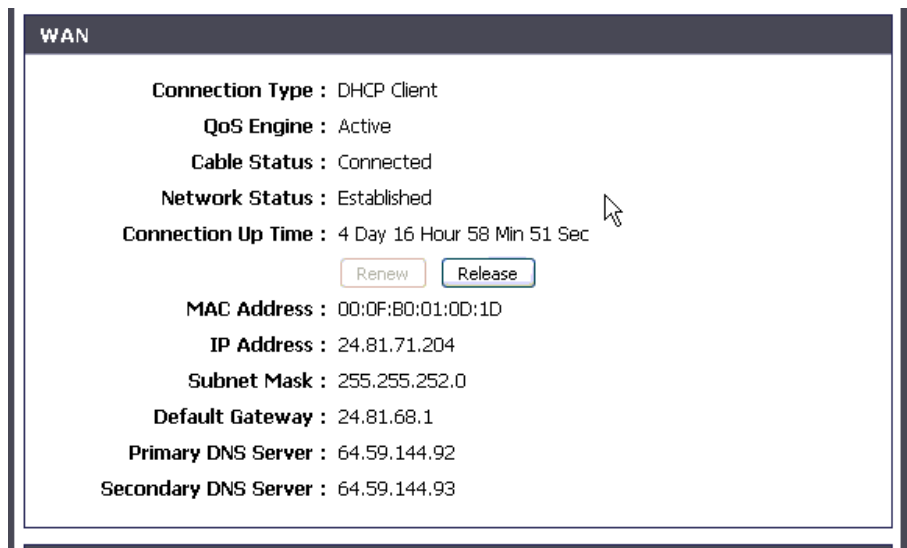 WAN
Connection Type : DHCP Client
QoS Engine : Active
Cable Status : Connected
Network Status : Established
Connection Up Time : 4 Day 16 Hour 58 Min 51 Sec
Renew Release
MAC Address : 00:0F:B0:01:0D:1D
IP Address : 24.81.71.204
Subnet Mask : 255.255.252.0
Default Gateway : 24.81.68.1
Primary DNS Server : 64.59.144.92
Secondary DNS Server : 64.59.144.93